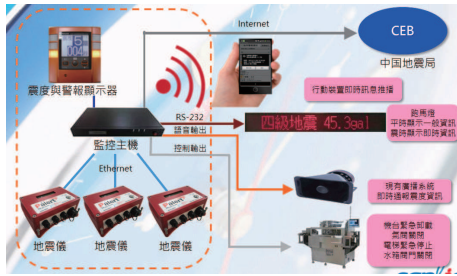 Internet
CEB
中国地震局
震度與警報顯示器
行動裝置即時訊息推播
RS-232
語音輸出
四級地震 45.3gal
跑馬燈
平時顯示一般資訊
震時顯示即時資訊
監控主機
控制輸出
Ethernet
現有廣播系統
即時通報震度資訊
地震儀
地震儀
地震儀
機台緊急卸載
氣閥關閉
電梯緊急停止
水箱閘門關閉